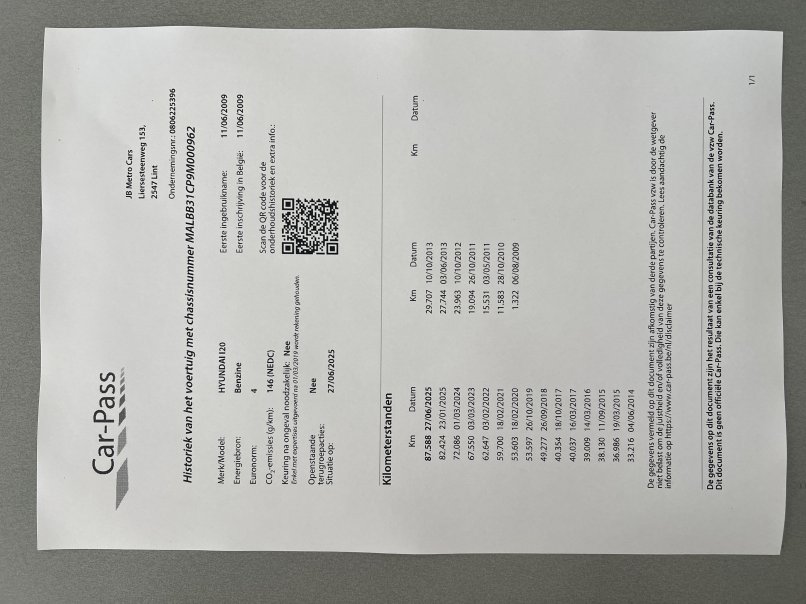 Car-Pass
JB Metro Cars
Liersesteenweg 153,
2547 Lint
Ondernemingsnr.: 0806225396
Historiek van het voertuig met chassisnummer MALBB31CP9M000962
Merk/Model: HYUNDAI I20
Energiebron: Benzine
Euronorm: 4
CO₂-emissies (g/km): 146 (NEDC)
Keuring na ongeval noodzakelijk: Nee
Enkel met expertises uitgevoerd na 01/03/2019 wordt rekening gehouden.
Openstaande terugroepacties: Nee
Situatie op: 27/06/2025
Eerste ingebruikname: 11/06/2009
Eerste inschrijving in België: 11/06/2009
Scan de QR code voor de
onderhoudshistoriek en extra info.:
Kilometerstanden
Km Datum
87.588 27/06/2025
82.424 23/01/2025
72.086 01/03/2024
67.550 03/03/2023
62.647 03/02/2022
59.700 18/02/2021
53.603 18/02/2020
53.597 26/10/2019
49.277 26/09/2018
40.354 18/10/2017
40.037 16/03/2017
39.009 14/03/2016
38.130 11/09/2015
36.986 19/03/2015
33.216 04/06/2014
Km Datum
29.707 10/10/2013
27.744 03/06/2013
23.963 10/10/2012
19.094 26/10/2011
15.531 03/05/2011
11.583 28/10/2010
1.322 06/08/2009
Km Datum
De gegevens vermeld op dit document zijn afkomstig van derde partijen. Car-Pass vzw is door de wetgever
niet belast om de juistheid en/of volledigheid van deze gegevens te controleren. Lees aandachtig de
informatie op https://www.car-pass.be/nl/disclaimer
De gegevens op dit document zijn het resultaat van een consultatie van de databank van de vzw Car-Pass.
Dit document is geen officiële Car-Pass. Die kan enkel bij de technische keuring bekomen worden.
1/1